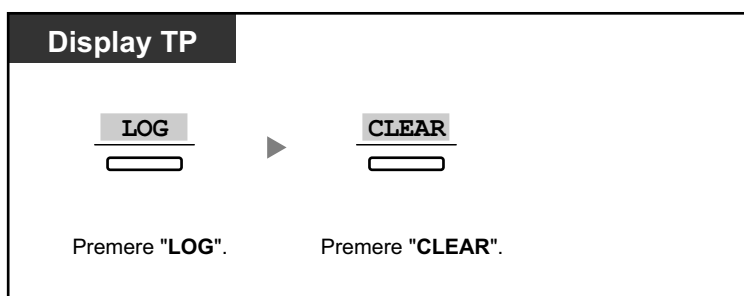 Display TP
LOG
CLEAR
Premere "LOG".
Premere "CLEAR".